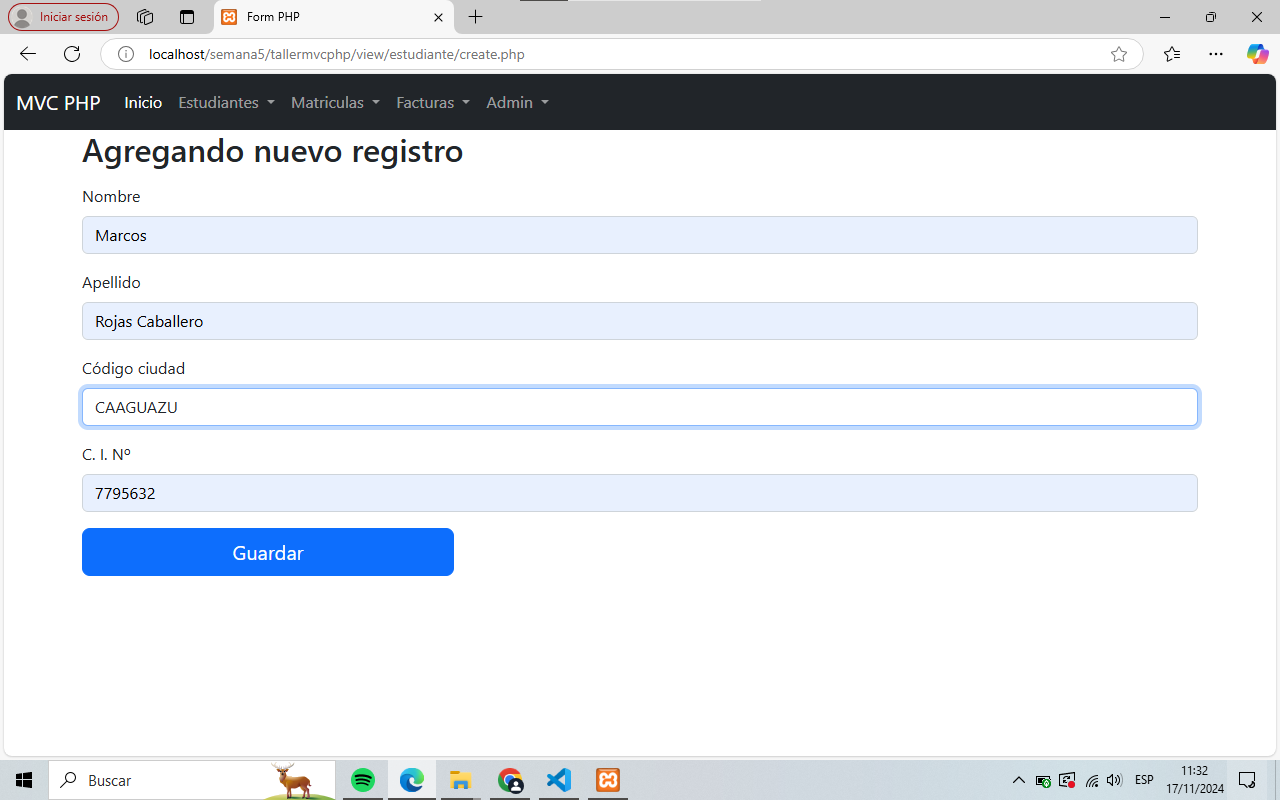 Iniciar sesión
Form PHP
localhost/semana5/tallermvcphp/view/estudiante/create.php
MVC PHP Inicio Estudiantes Matriculas Facturas Admin
Agregando nuevo registro
Nombre
Marcos
Apellido
Rojas Caballero
Código ciudad
CAAGUAZU
C. I. Nº
7795632
Guardar
Buscar
ESP
11:32
17/11/2024